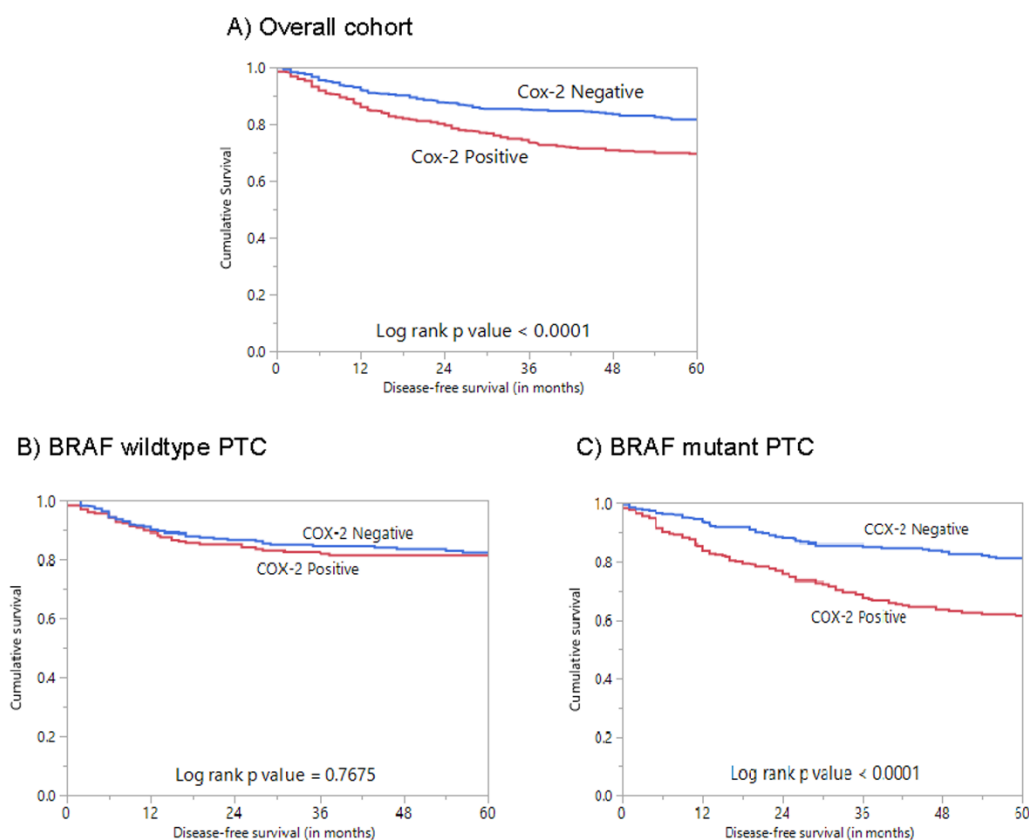 A) Overall cohort
1.0
0.8
0.6
0.4
0.2
0.0
Cumulative Survival
Cox-2 Negative
Cox-2 Positive
Log rank p value < 0.0001
0 12 24 36 48 60
Disease-free survival (in months)
B) BRAF wildtype PTC
1.0
0.8
0.6
0.4
0.2
0.0
Cumulative survival
COX-2 Negative
COX-2 Positive
Log rank p value = 0.7675
0 12 24 36 48 60
Disease-free survival (in months)
C) BRAF mutant PTC
1.0
0.8
0.6
0.4
0.2
0.0
Cumulative survival
CCX-2 Negative
COX-2 Positive
Log rank p value < 0.0001
0 12 24 36 48 60
Disease-free survival (in months)